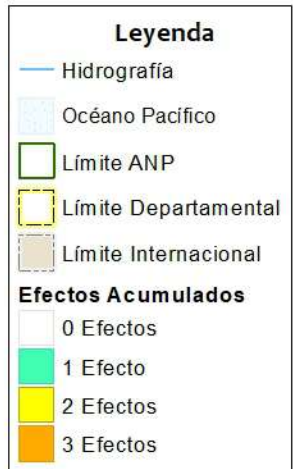 Leyenda
Hidrografía
Océano Pacífico
Límite ANP
Límite Departamental
Límite Internacional
Efectos Acumulados
0 Efectos
1 Efecto
2 Efectos
3 Efectos